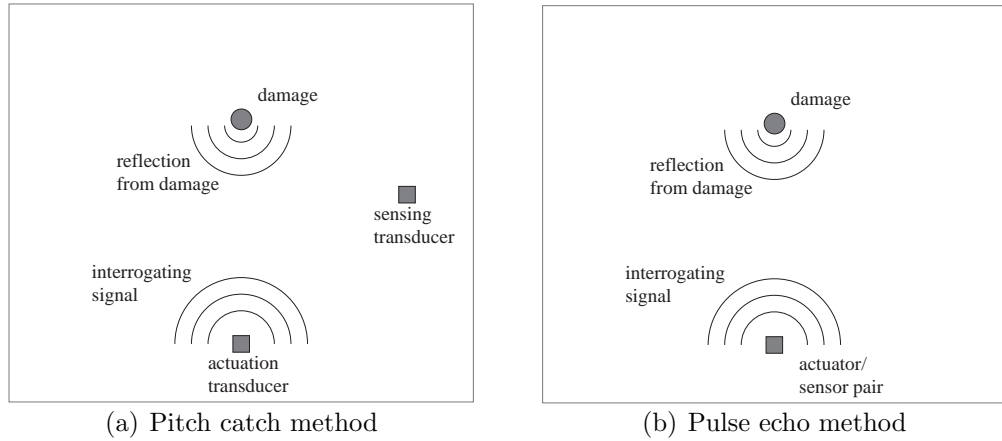 damage
reflection
from damage
sensing
transducer
interrogating
signal
actuation
transducer
(a) Pitch catch method
damage
reflection
from damage
interrogating
signal
actuator/
sensor pair
(b) Pulse echo method